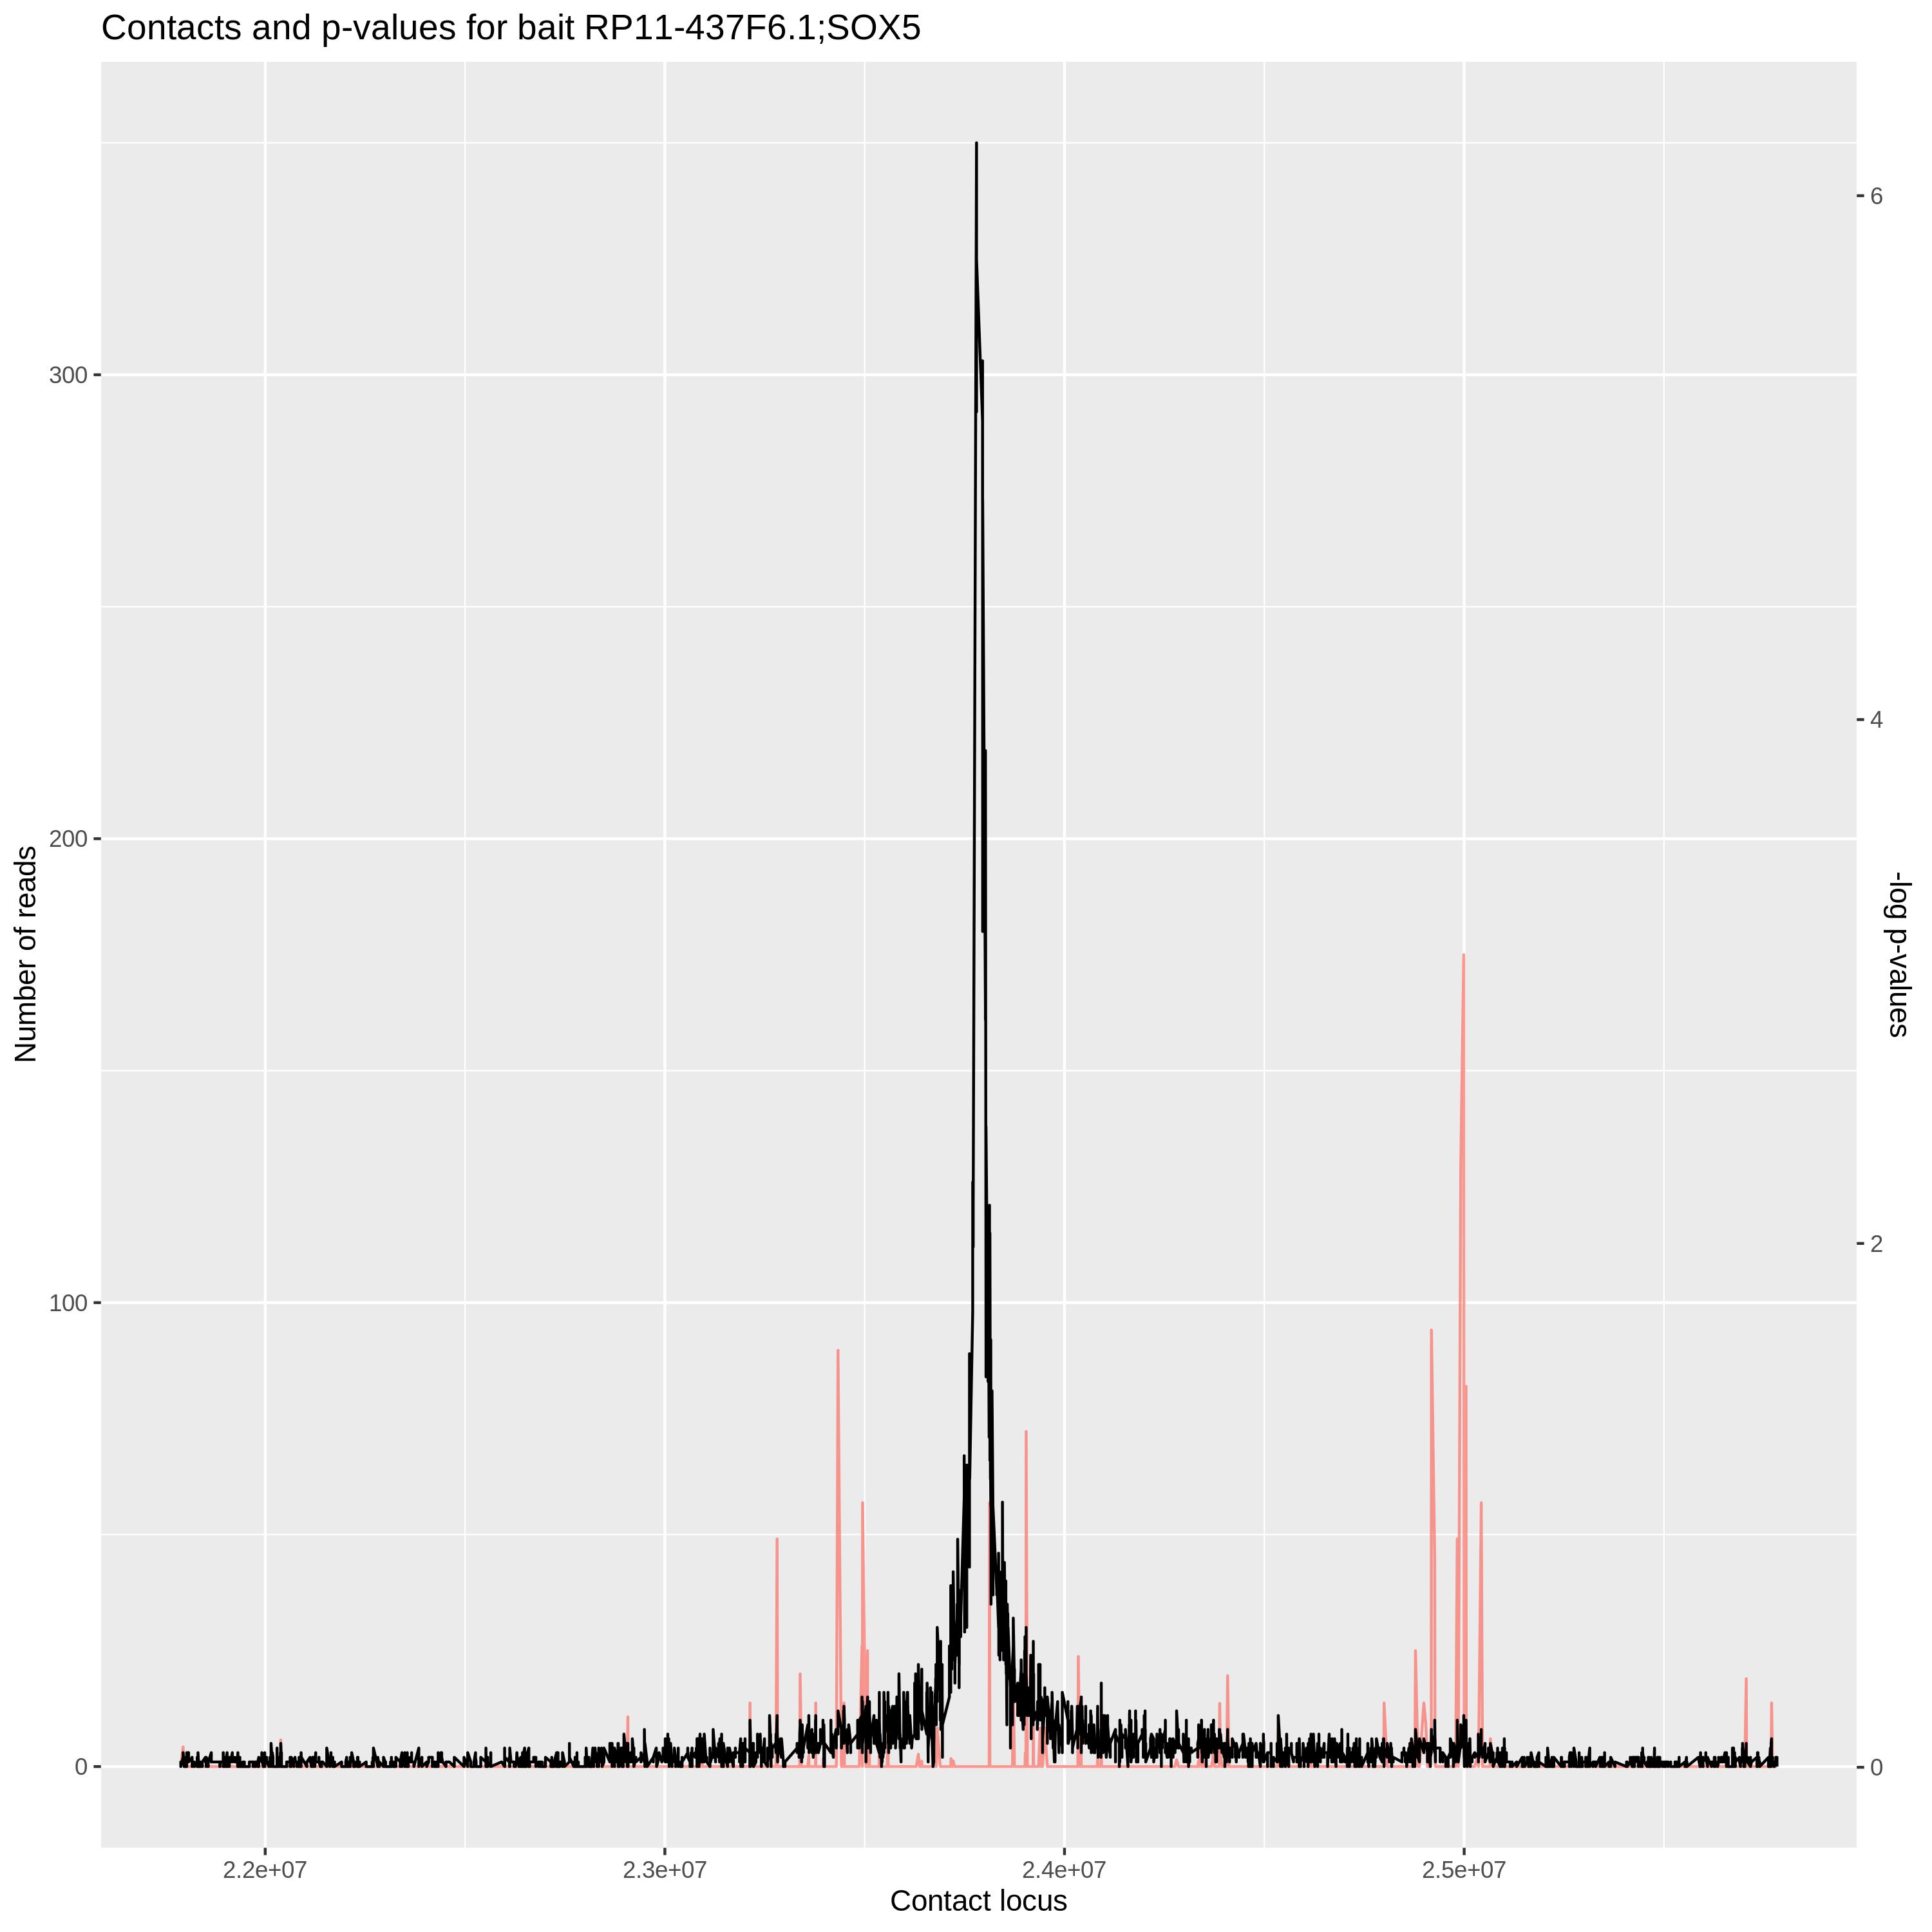 Contacts and p-values for bait RP11-437F6.1;SOX5
Number of reads
300
200
100
0
6
4
2
0
-log p-values
2.2e+07 2.3e+07 2.4e+07 2.5e+07
Contact locus